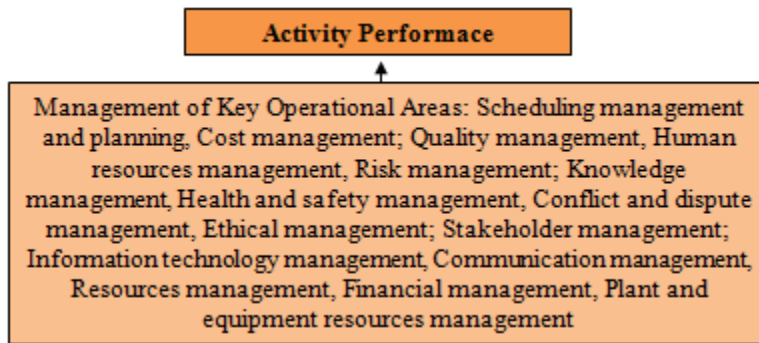 Activity Performace
Management of Key Operational Areas: Scheduling management
and planning, Cost management; Quality management, Human
resources management, Risk management; Knowledge
management, Health and safety management, Conflict and dispute
management, Ethical management; Stakeholder management;
Information technology management, Communication management,
Resources management, Financial management, Plant and
equipment resources management